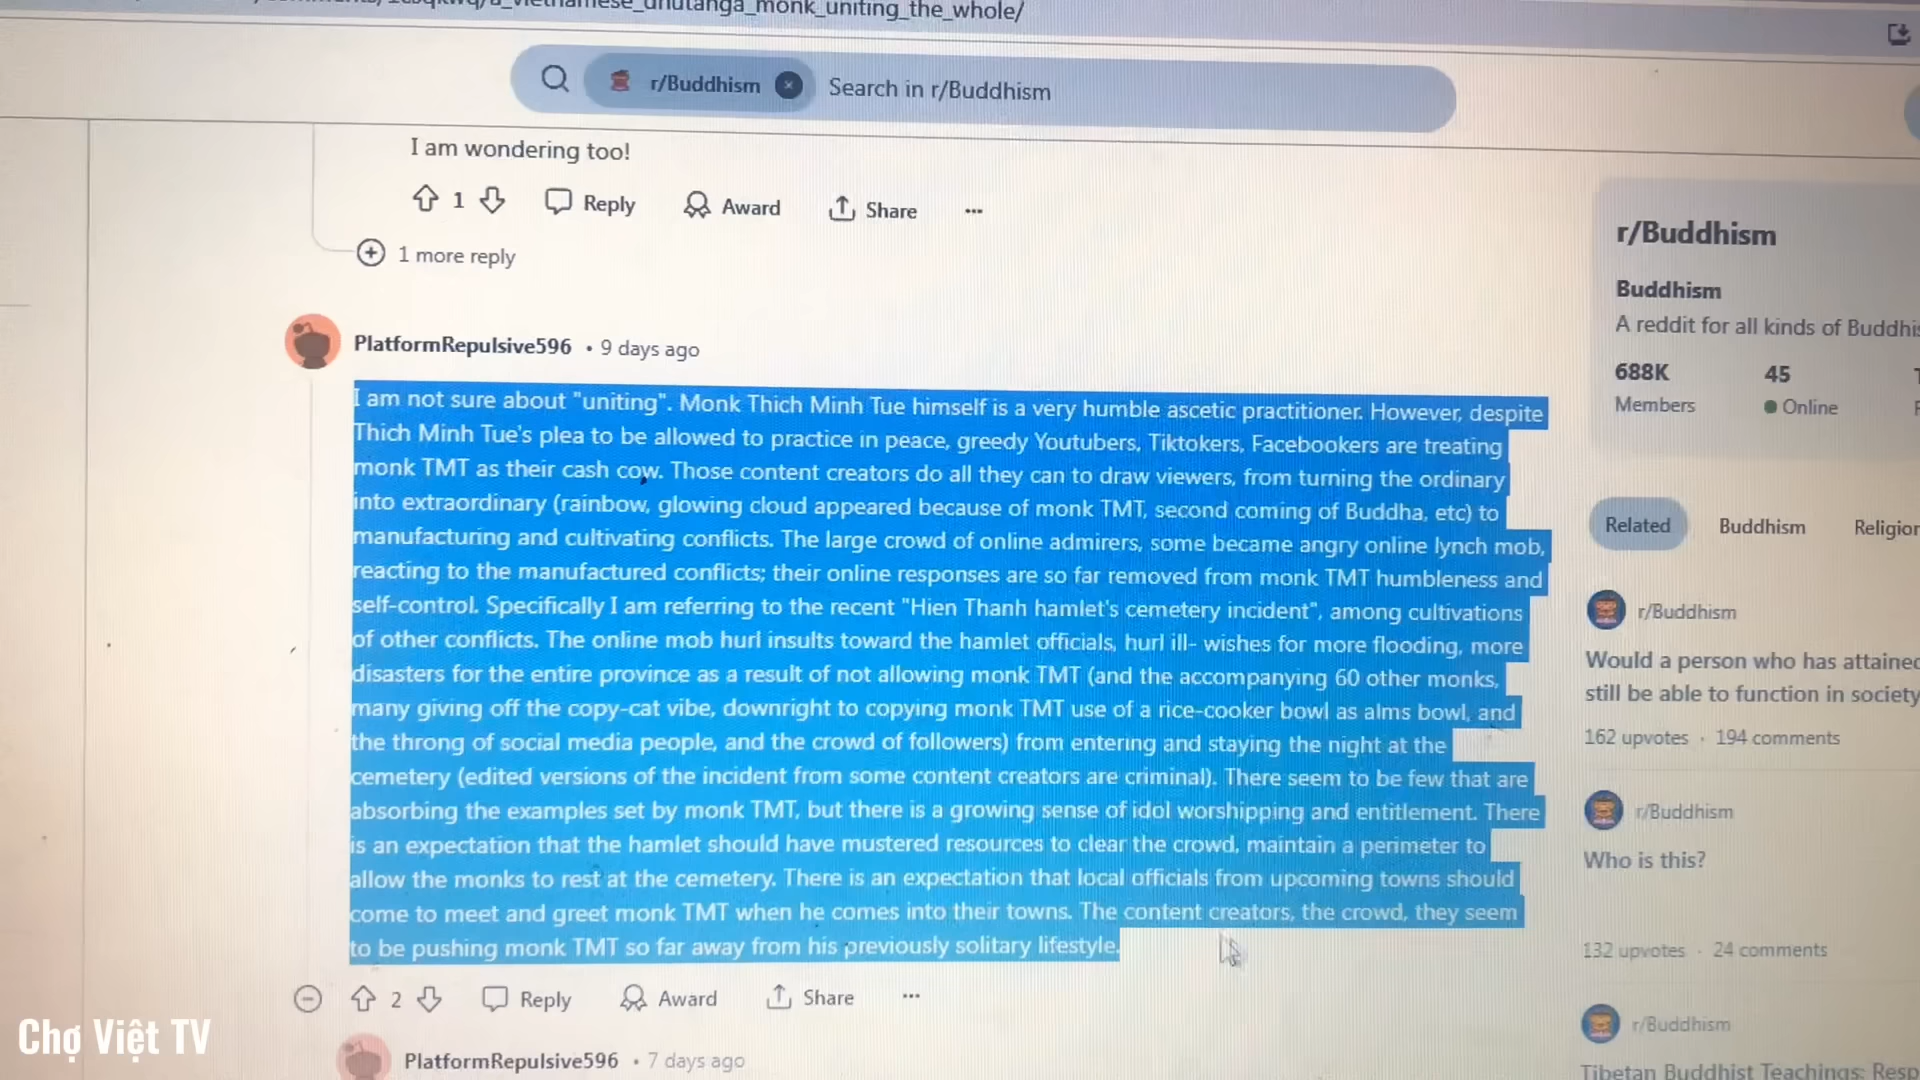 monk_uniting_the_whole/
r/Buddhism
Search in r/Buddhism
I am wondering too!
1
Reply
Award
Share
1 more reply
PlatformRepulsive596 • 9 days ago
I am not sure about "uniting". Monk Thich Minh Tue himself is a very humble ascetic practitioner. However, despite
Thich Minh Tue's plea to be allowed to practice in peace, greedy Youtubers, Tiktokers, Facebookers are treating
monk TMT as their cash cow. Those content creators do all they can to draw viewers, from turning the ordinary
into extraordinary (rainbow, glowing cloud appeared because of monk TMT, second coming of Buddha, etc) to
manufacturing and cultivating conflicts. The large crowd of online admirers, some became angry online lynch mob,
reacting to the manufactured conflicts; their online responses are so far removed from monk TMT humbleness and
self-control. Specifically I am referring to the recent "Hien Thanh hamlet's cemetery incident", among cultivations
of other conflicts. The online mob hurl insults toward the hamlet officials, hurl ill- wishes for more flooding, more
disasters for the entire province as a result of not allowing monk TMT (and the accompanying 60 other monks,
many giving off the copy-cat vibe, downright to copying monk TMT use of a rice-cooker bowl as alms bowl, and
the throng of social media people, and the crowd of followers) from entering and staying the night at the
cemetery (edited versions of the incident from some content creators are criminal). There seem to be few that are
absorbing the examples set by monk TMT, but there is a growing sense of idol worshipping and entitlement. There
is an expectation that the hamlet should have mustered resources to clear the crowd, maintain a perimeter to
allow the monks to rest at the cemetery. There is an expectation that local officials from upcoming towns should
come to meet and greet monk TMT when he comes into their towns. The content creators, the crowd, they seem
to be pushing monk TMT so far away from his previously solitary lifestyle.
2
Reply
Award
Share
PlatformRepulsive596 • 7 days ago
r/Buddhism
Buddhism
A reddit for all kinds of Buddhis
688K
45
Members
Online
Related
Buddhism
Religion
r/Buddhism
Would a person who has attained
still be able to function in society
162 upvotes · 194 comments
r/Buddhism
Who is this?
132 upvotes · 24 comments
r/Buddhism
Tibetan Buddhist Teachings: Resp
Chợ Việt TV